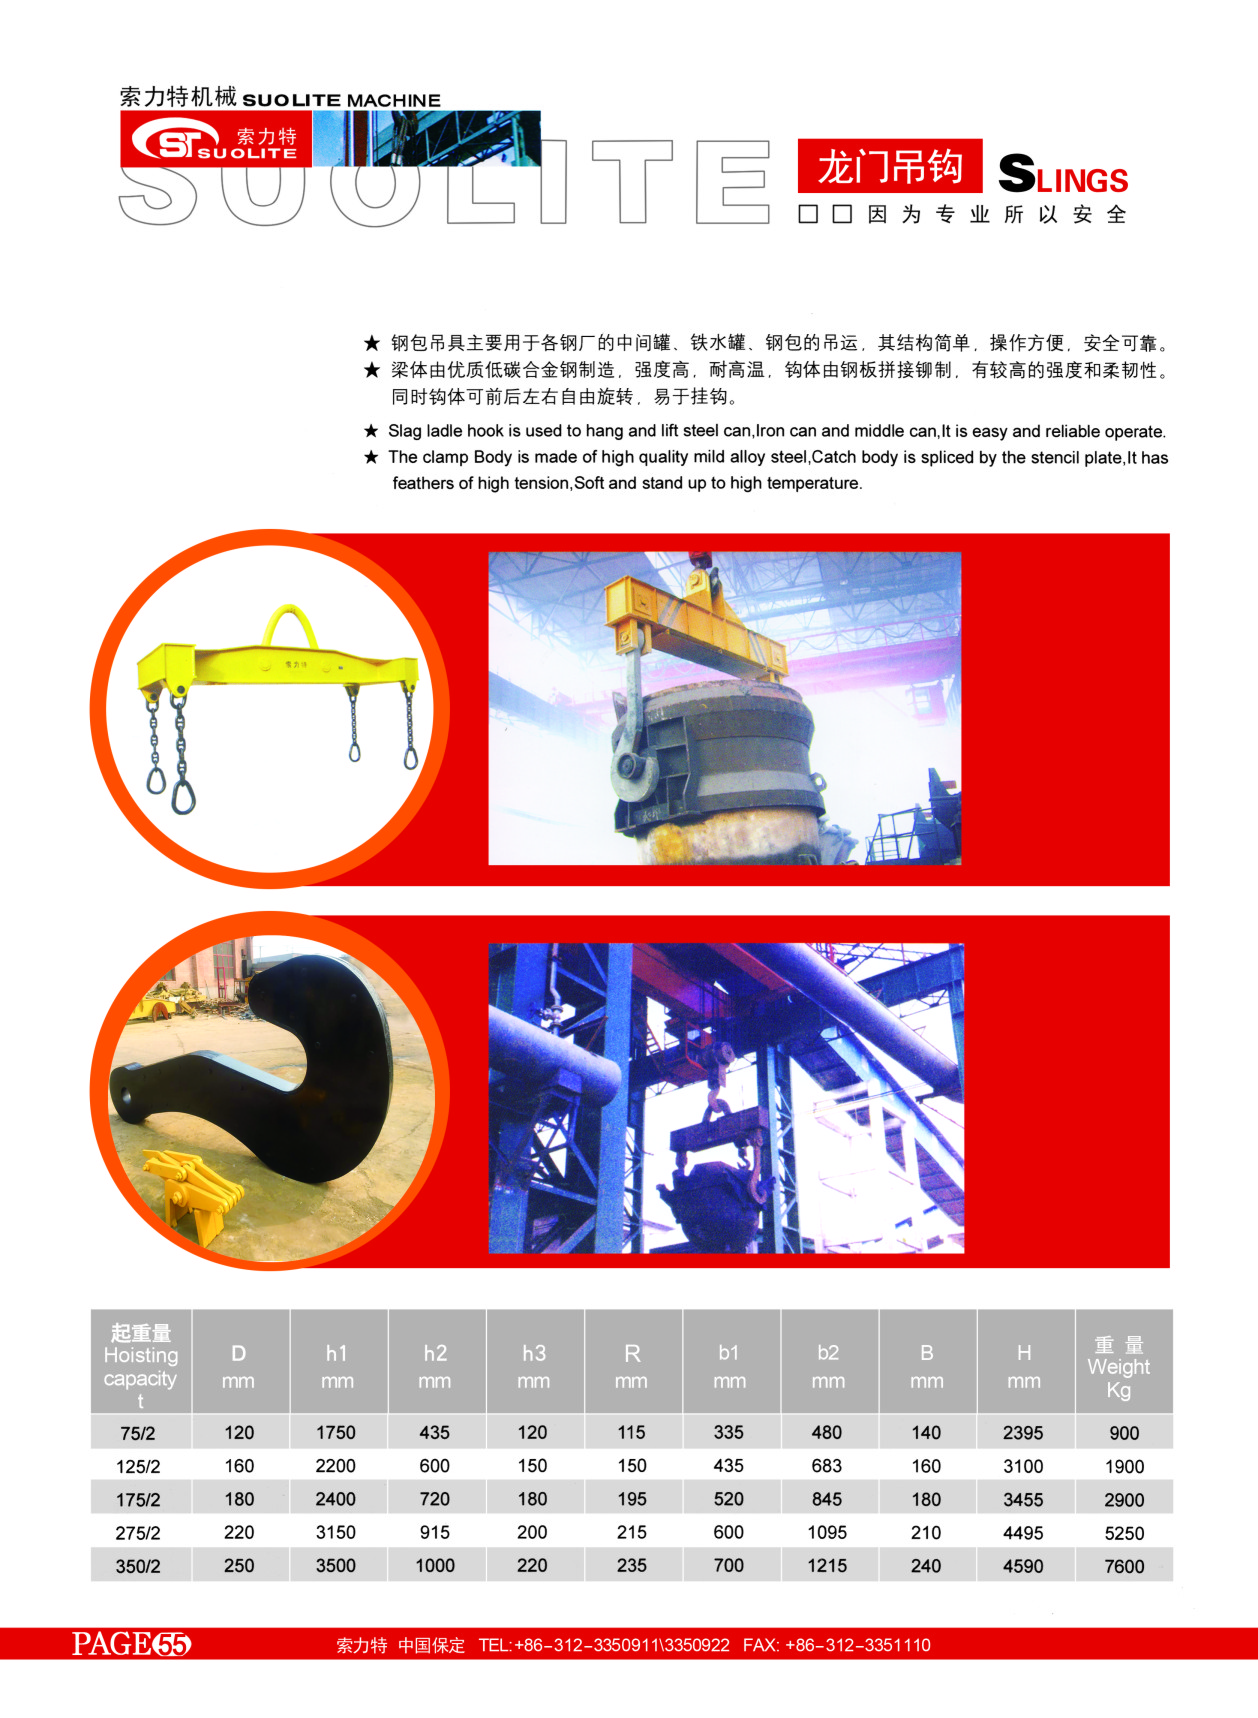 索力特机械 SUOLITE MACHINE
ST 索力特
SUOLITE
SUOLITE
龙门吊钩 SLINGS
□□因为专业所以安全
★ 钢包吊具主要用于各钢厂的中间罐、铁水罐、钢包的吊运，其结构简单，操作方便，安全可靠。
★ 梁体由优质低碳合金钢制造，强度高，耐高温，钩体由钢板拼接铆制，有较高的强度和柔韧性。
同时钩体可前后左右自由旋转，易于挂钩。
★ Slag ladle hook is used to hang and lift steel can,Iron can and middle can,It is easy and reliable operate.
★ The clamp Body is made of high quality mild alloy steel,Catch body is spliced by the stencil plate,It has
feathers of high tension,Soft and stand up to high temperature.
索力特
起重量 Hoisting capacity t D mm h1 mm h2 mm h3 mm R mm b1 mm b2 mm B mm H mm 重量 Weight Kg
75/2 120 1750 435 120 115 335 480 140 2395 900
125/2 160 2200 600 150 150 435 683 160 3100 1900
175/2 180 2400 720 180 195 520 845 180 3455 2900
275/2 220 3150 915 200 215 600 1095 210 4495 5250
350/2 250 3500 1000 220 235 700 1215 240 4590 7600
PAGE 55 索力特 中国保定 TEL:+86-312-3350911\3350922 FAX: +86-312-3351110